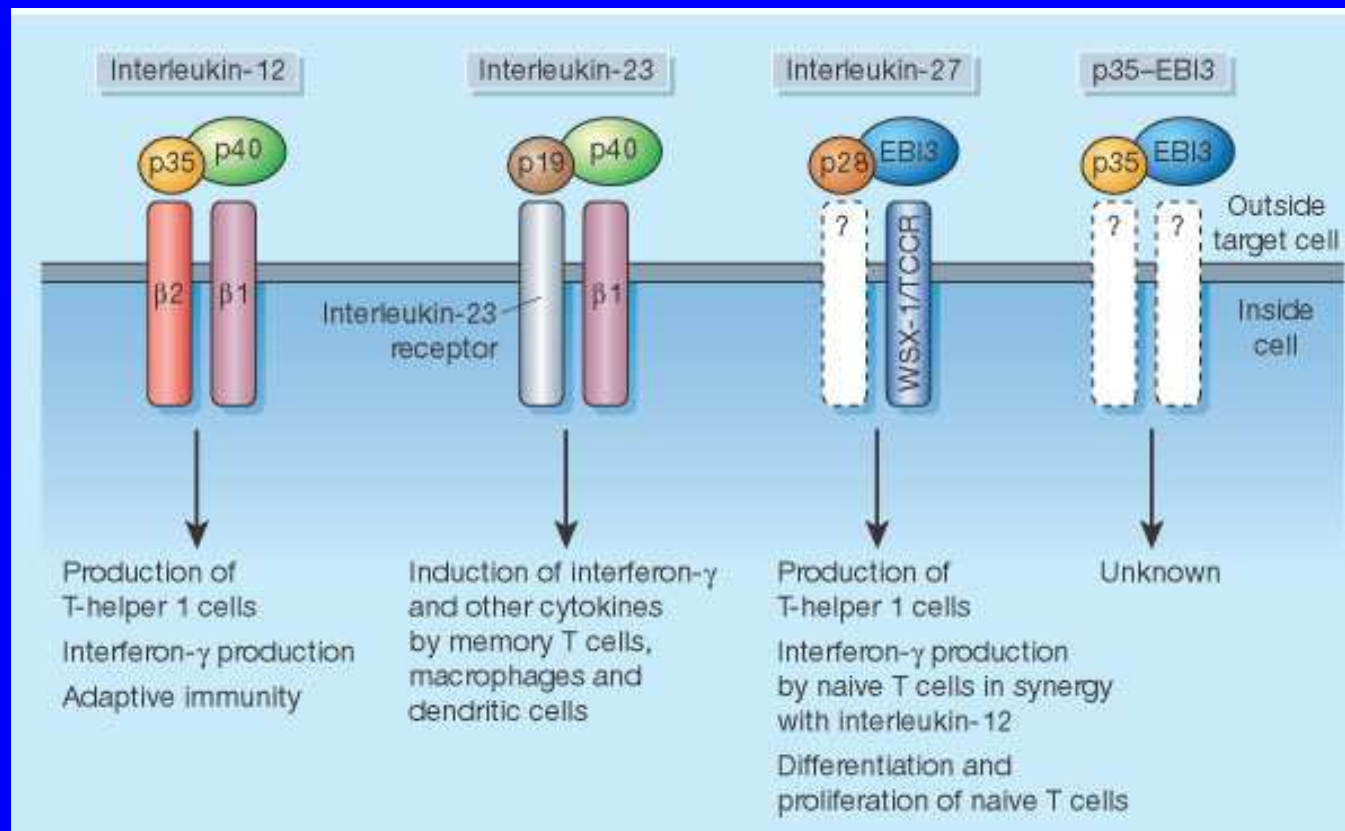 Interleukin-12
Interleukin-23
Interleukin-27
p35–EBI3
p35
p40
p19
p40
p28
EBI3
p35
EBI3
β2
β1
Interleukin-23
receptor
β1
?
WSX-1/TCCR
?
?
Outside
target cell
Inside
cell
Production of
T-helper 1 cells
Interferon-γ production
Adaptive immunity
Induction of interferon-γ
and other cytokines
by memory T cells,
macrophages and
dendritic cells
Production of
T-helper 1 cells
Interferon-γ production
by naive T cells in synergy
with interleukin-12
Differentiation and
proliferation of naive T cells
Unknown